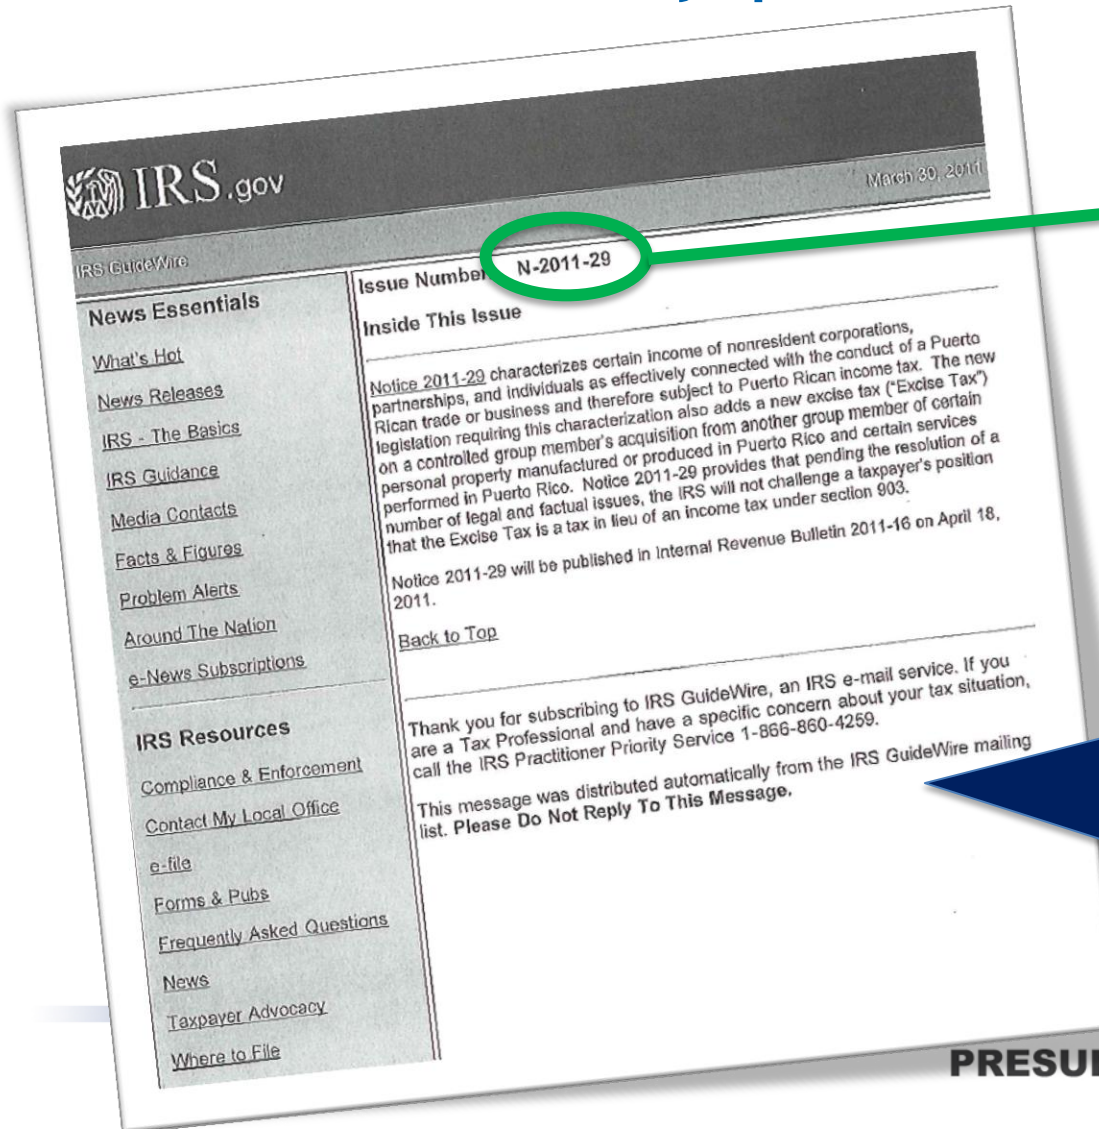 IRS.gov
March 30, 2011
IRS GuideWire
News Essentials
What's Hot
News Releases
IRS - The Basics
IRS Guidance
Media Contacts
Facts & Figures
Problem Alerts
Around The Nation
e-News Subscriptions
IRS Resources
Compliance & Enforcement
Contact My Local Office
e-file
Forms & Pubs
Frequently Asked Questions
News
Taxpayer Advocacy
Where to File
Issue Number N-2011-29
Inside This Issue
Notice 2011-29 characterizes certain income of nonresident corporations,
partnerships, and individuals as effectively connected with the conduct of a Puerto
Rican trade or business and therefore subject to Puerto Rican income tax. The new
legislation requiring this characterization also adds a new excise tax ("Excise Tax")
on a controlled group member's acquisition from another group member of certain
personal property manufactured or produced in Puerto Rico and certain services
performed in Puerto Rico. Notice 2011-29 provides that pending the resolution of a
number of legal and factual issues, the IRS will not challenge a taxpayer's position
that the Excise Tax is a tax in lieu of an income tax under section 903.
Notice 2011-29 will be published in Internal Revenue Bulletin 2011-16 on April 18,
2011.
Back to Top
Thank you for subscribing to IRS GuideWire, an IRS e-mail service. If you
are a Tax Professional and have a specific concern about your tax situation,
call the IRS Practitioner Priority Service 1-866-860-4259.
This message was distributed automatically from the IRS GuideWire mailing
list. Please Do Not Reply To This Message.